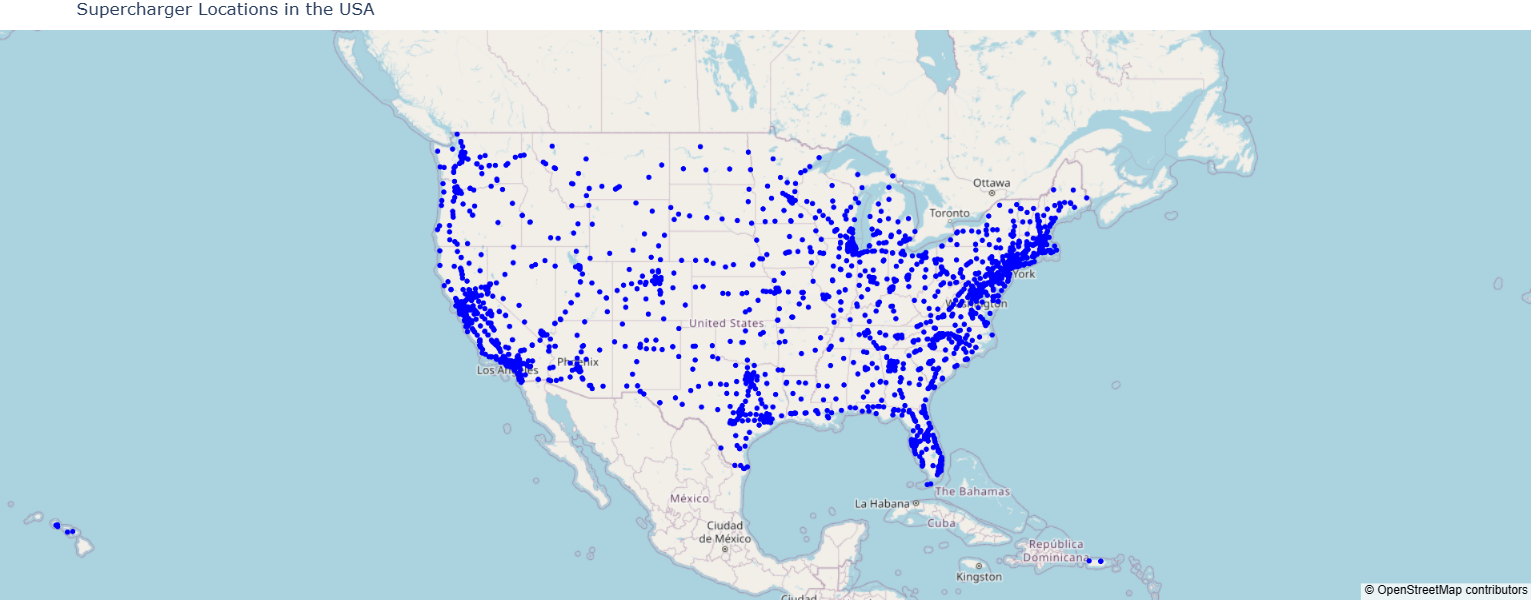 Supercharger Locations in the USA
Ottawa
Toronto
York
Washington
United States
Phoenix
Los Angeles
The Bahamas
México
La Habana
Cuba
Ciudad
de México
República
Dominicana
Kingston
Ciudad
© OpenStreetMap contributors